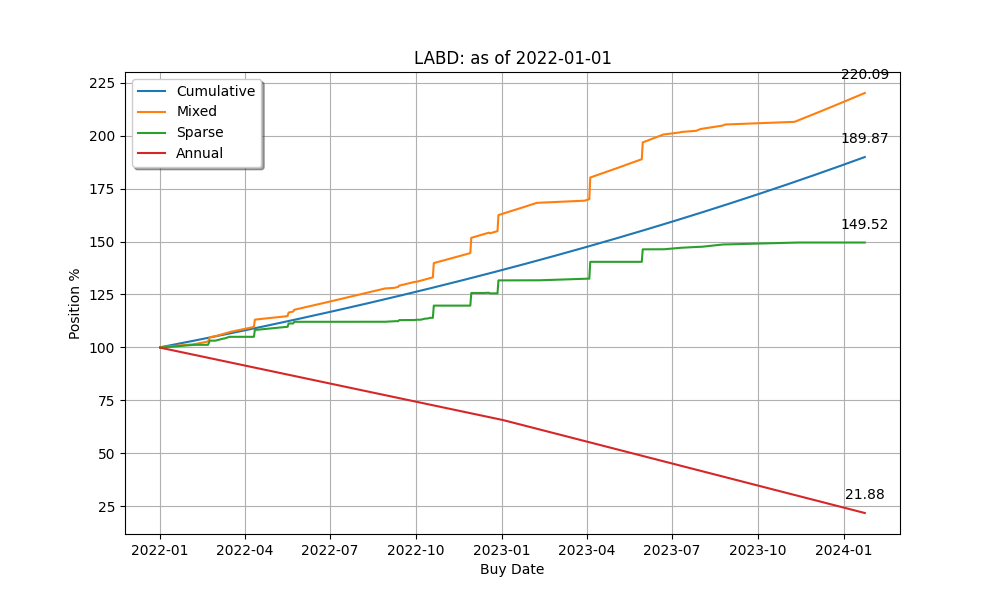 LABD: as of 2022-01-01
Cumulative
Mixed
Sparse
Annual
220.09
189.87
149.52
21.88
225
200
175
150
125
100
75
50
25
Position %
2022-01 2022-04 2022-07 2022-10 2023-01 2023-04 2023-07 2023-10 2024-01
Buy Date